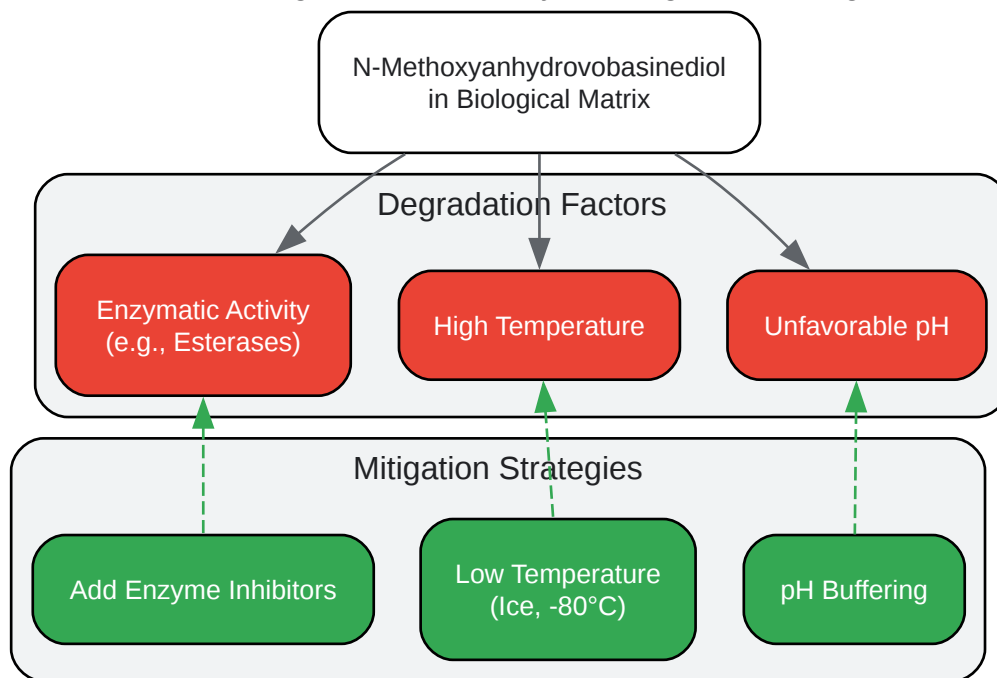 N-Methoxyanhydrovobasinediol
in Biological Matrix
Degradation Factors
Enzymatic Activity
(e.g., Esterases)
High Temperature
Unfavorable pH
Mitigation Strategies
Add Enzyme Inhibitors
Low Temperature
(Ice, -80°C)
pH Buffering